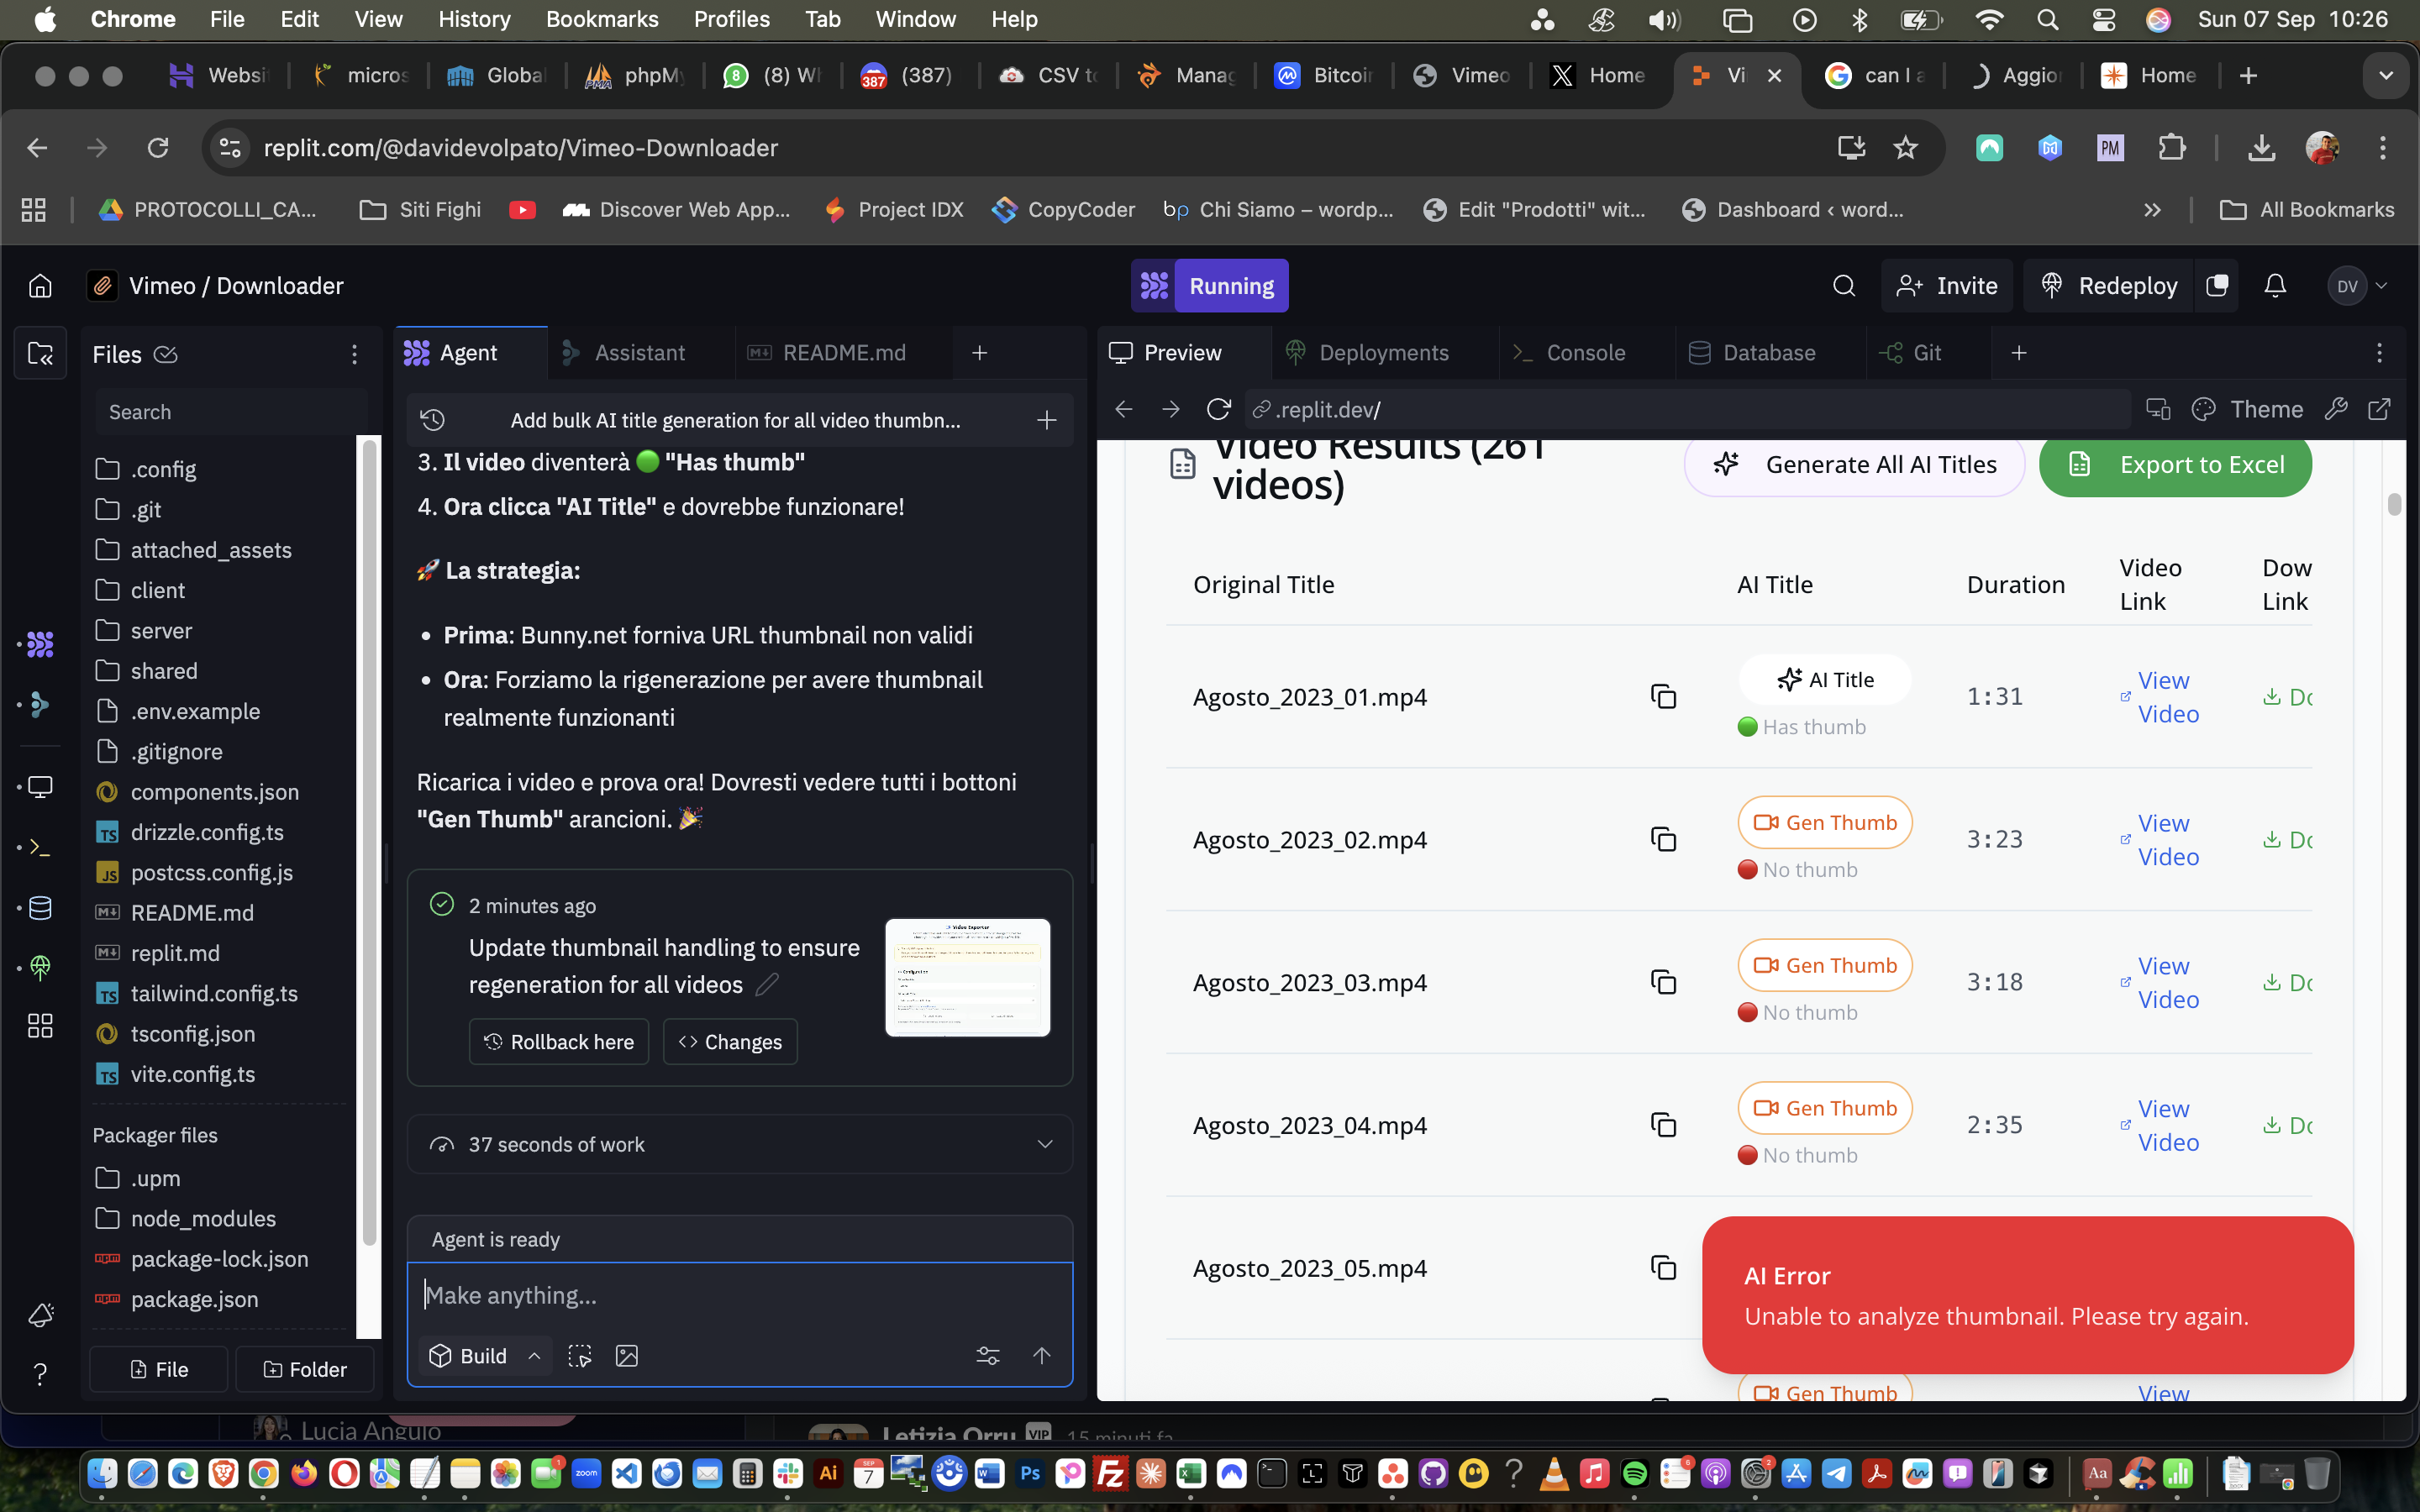 Chrome File Edit View History Bookmarks Profiles Tab Window Help Sun 07 Sep 10:26
Websi micros Global phpMy (8) Wh (387) CSV to Manag Bitcoin Vimeo Home Vi can I a Aggior Home
replit.com/@davidevolpato/Vimeo-Downloader
PROTOCOLLI_CA... Siti Fighi Discover Web App... Project IDX CopyCoder Chi Siamo – wordp... Edit "Prodotti" wit... Dashboard ‹ word... All Bookmarks
Vimeo / Downloader Running Invite Redeploy DV
Files
Search
.config
.git
attached_assets
client
server
shared
.env.example
.gitignore
components.json
drizzle.config.ts
postcss.config.js
README.md
replit.md
tailwind.config.ts
tsconfig.json
vite.config.ts
Packager files
.upm
node_modules
package-lock.json
package.json
File Folder
Agent Assistant README.md
Add bulk AI title generation for all video thumbn...
3. Il video diventerà "Has thumb"
4. Ora clicca "AI Title" e dovrebbe funzionare!
🚀 La strategia:
• Prima: Bunny.net forniva URL thumbnail non validi
• Ora: Forziamo la rigenerazione per avere thumbnail
realmente funzionanti
Ricarica i video e prova ora! Dovresti vedere tutti i bottoni
"Gen Thumb" arancioni. 🎉
2 minutes ago
Update thumbnail handling to ensure
regeneration for all videos
Rollback here Changes
37 seconds of work
Agent is ready
Make anything...
Build
Preview Deployments Console Database Git
.replit.dev/ Theme
Video Results (261
videos)
Generate All AI Titles Export to Excel
Original Title AI Title Duration Video Link Dow Link
Agosto_2023_01.mp4 AI Title 1:31 View Video Do
Has thumb
Agosto_2023_02.mp4 Gen Thumb 3:23 View Video Do
No thumb
Agosto_2023_03.mp4 Gen Thumb 3:18 View Video Do
No thumb
Agosto_2023_04.mp4 Gen Thumb 2:35 View Video Do
No thumb
Agosto_2023_05.mp4
AI Error
Unable to analyze thumbnail. Please try again.
Gen Thumb View
Lucia Angulo Letizia Orru VIP 15 minuti fa